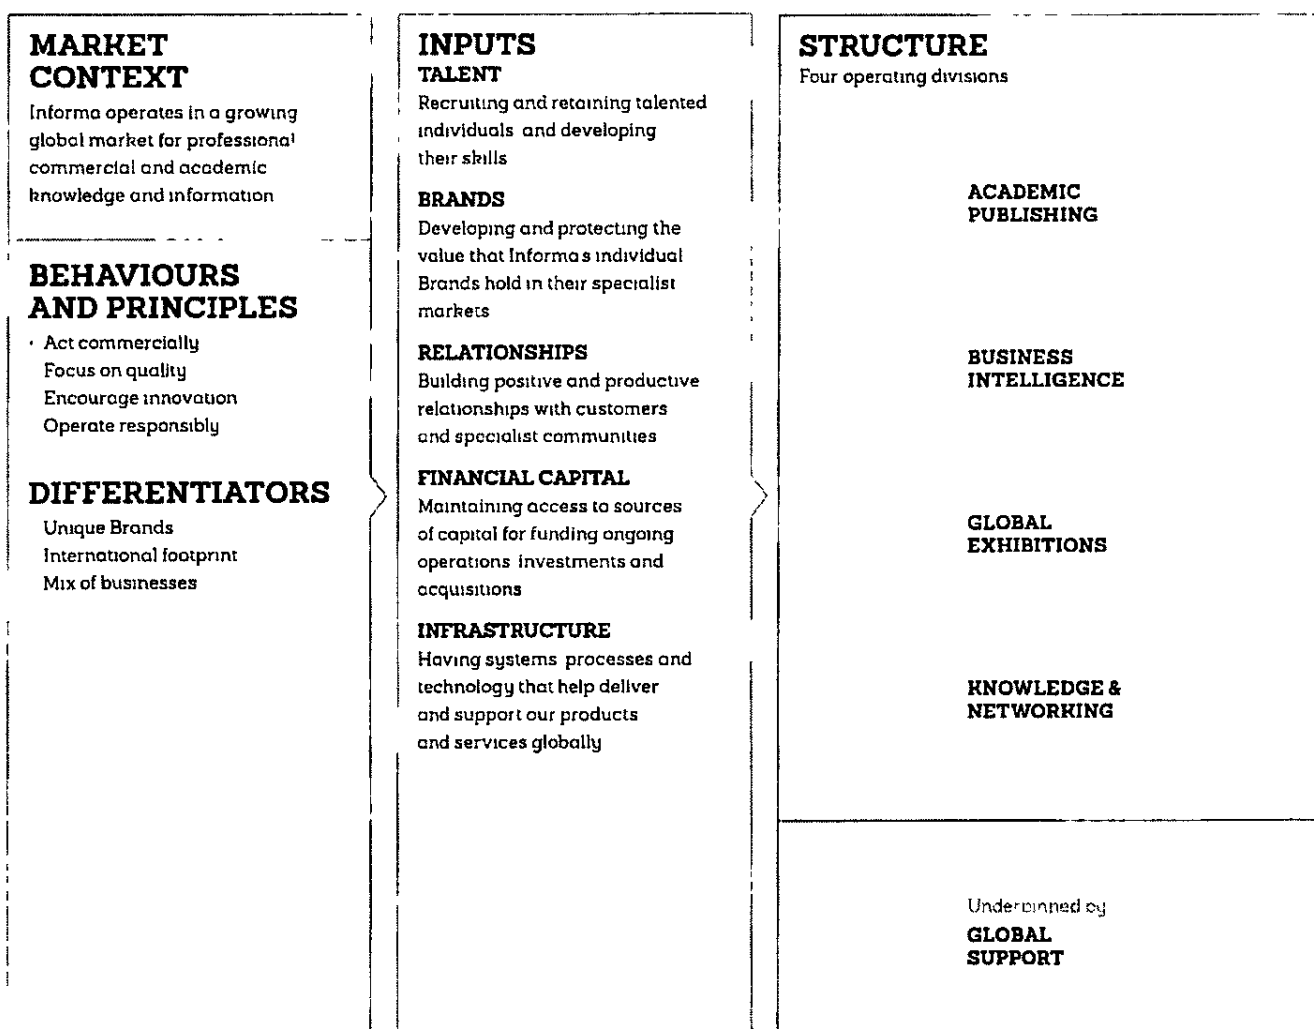 MARKET
CONTEXT
Informa operates in a growing
global market for professional
commercial and academic
knowledge and information
BEHAVIOURS
AND PRINCIPLES
· Act commercially
Focus on quality
Encourage innovation
Operate responsibly
DIFFERENTIATORS
Unique Brands
International footprint
Mix of businesses
INPUTS
TALENT
Recruiting and retaining talented
individuals and developing
their skills
BRANDS
Developing and protecting the
value that Informa s individual
Brands hold in their specialist
markets
RELATIONSHIPS
Building positive and productive
relationships with customers
and specialist communities
FINANCIAL CAPITAL
Maintaining access to sources
of capital for funding ongoing
operations investments and
acquisitions
INFRASTRUCTURE
Having systems processes and
technology that help deliver
and support our products
and services globally
STRUCTURE
Four operating divisions
ACADEMIC
PUBLISHING
BUSINESS
INTELLIGENCE
GLOBAL
EXHIBITIONS
KNOWLEDGE &
NETWORKING
Underpinned by
GLOBAL
SUPPORT